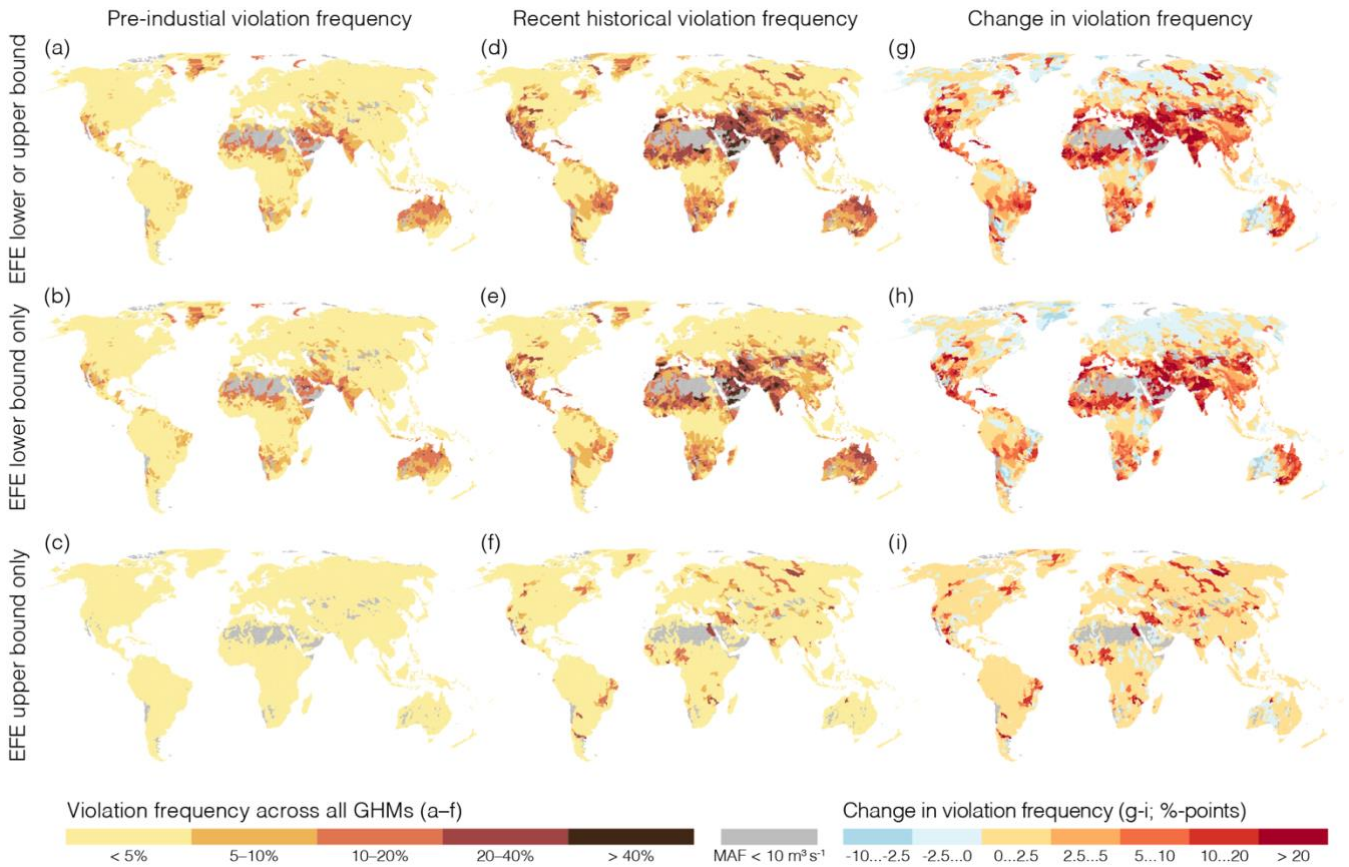 Pre-industial violation frequency
Recent historical violation frequency
Change in violation frequency
EFE lower or upper bound
(a)
(d)
(g)
EFE lower bound only
(b)
(e)
(h)
EFE upper bound only
(c)
(f)
(i)
Violation frequency across all GHMs (a–f)
< 5%
5–10%
10–20%
20–40%
> 40%
MAF < 10 m³ s⁻¹
Change in violation frequency (g-i; %-points)
-10...-2.5
-2.5...0
0...2.5
2.5...5
5...10
10...20
> 20